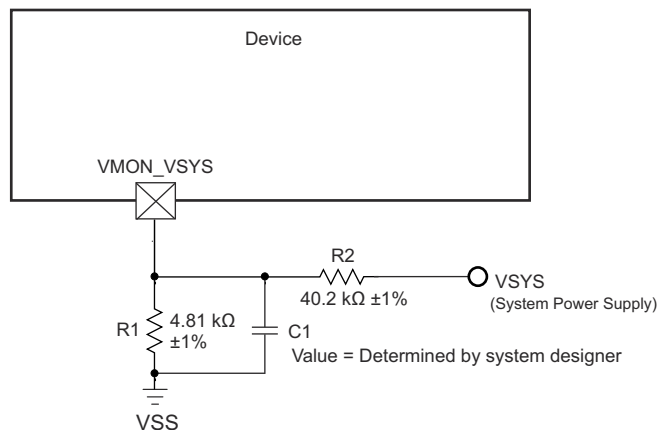 Device
VMON_VSYS
R2
VSYS
40.2 kΩ ±1%
(System Power Supply)
R1
4.81 kΩ
±1%
C1
Value = Determined by system designer
VSS